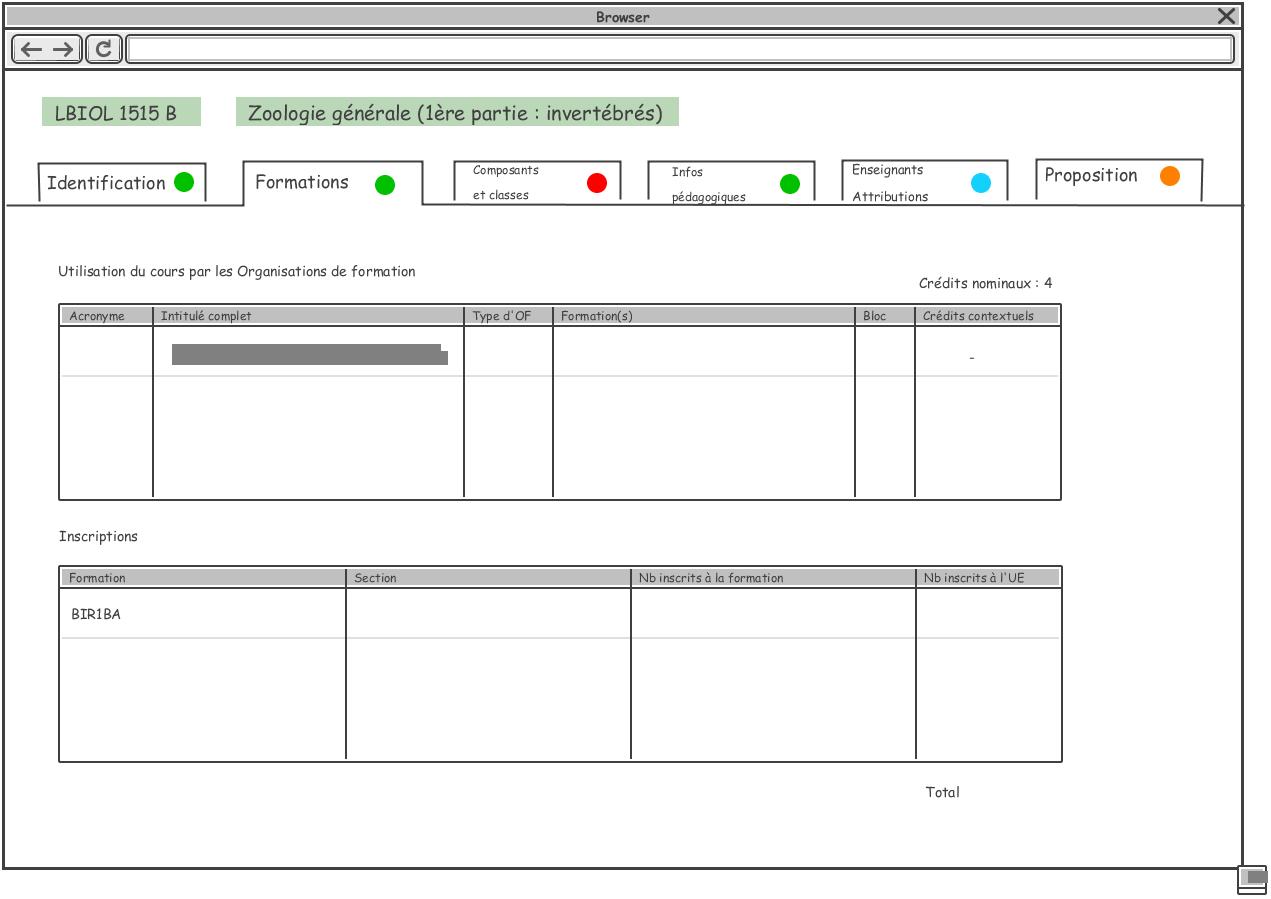 Browser
LBIOL 1515 B
Zoologie générale (1ère partie : invertébrés)
Identification
Formations
Composants
et classes
Infos
pédagogiques
Enseignants
Attributions
Proposition
Utilisation du cours par les Organisations de formation
Crédits nominaux : 4
Acronyme Intitulé complet Type d'OF Formation(s) Bloc Crédits contextuels
-
Inscriptions
Formation Section Nb inscrits à la formation Nb inscrits à l'UE
BIR1BA
Total